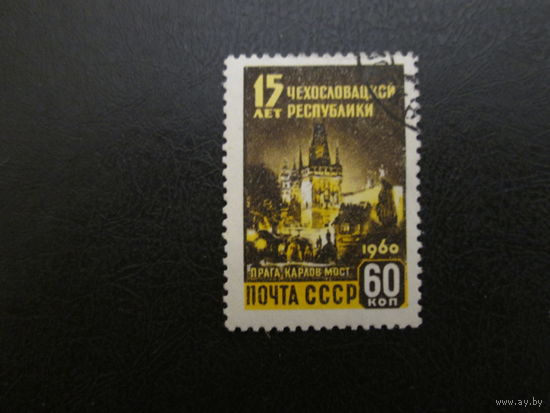 15 ЛЕТ ЧЕХОСЛОВАЦКОЙ
РЕСПУБЛИКИ
1960
ПРАГА, КАРЛОВ МОСТ
ПОЧТА СССР
60
КОП
www.ay.by